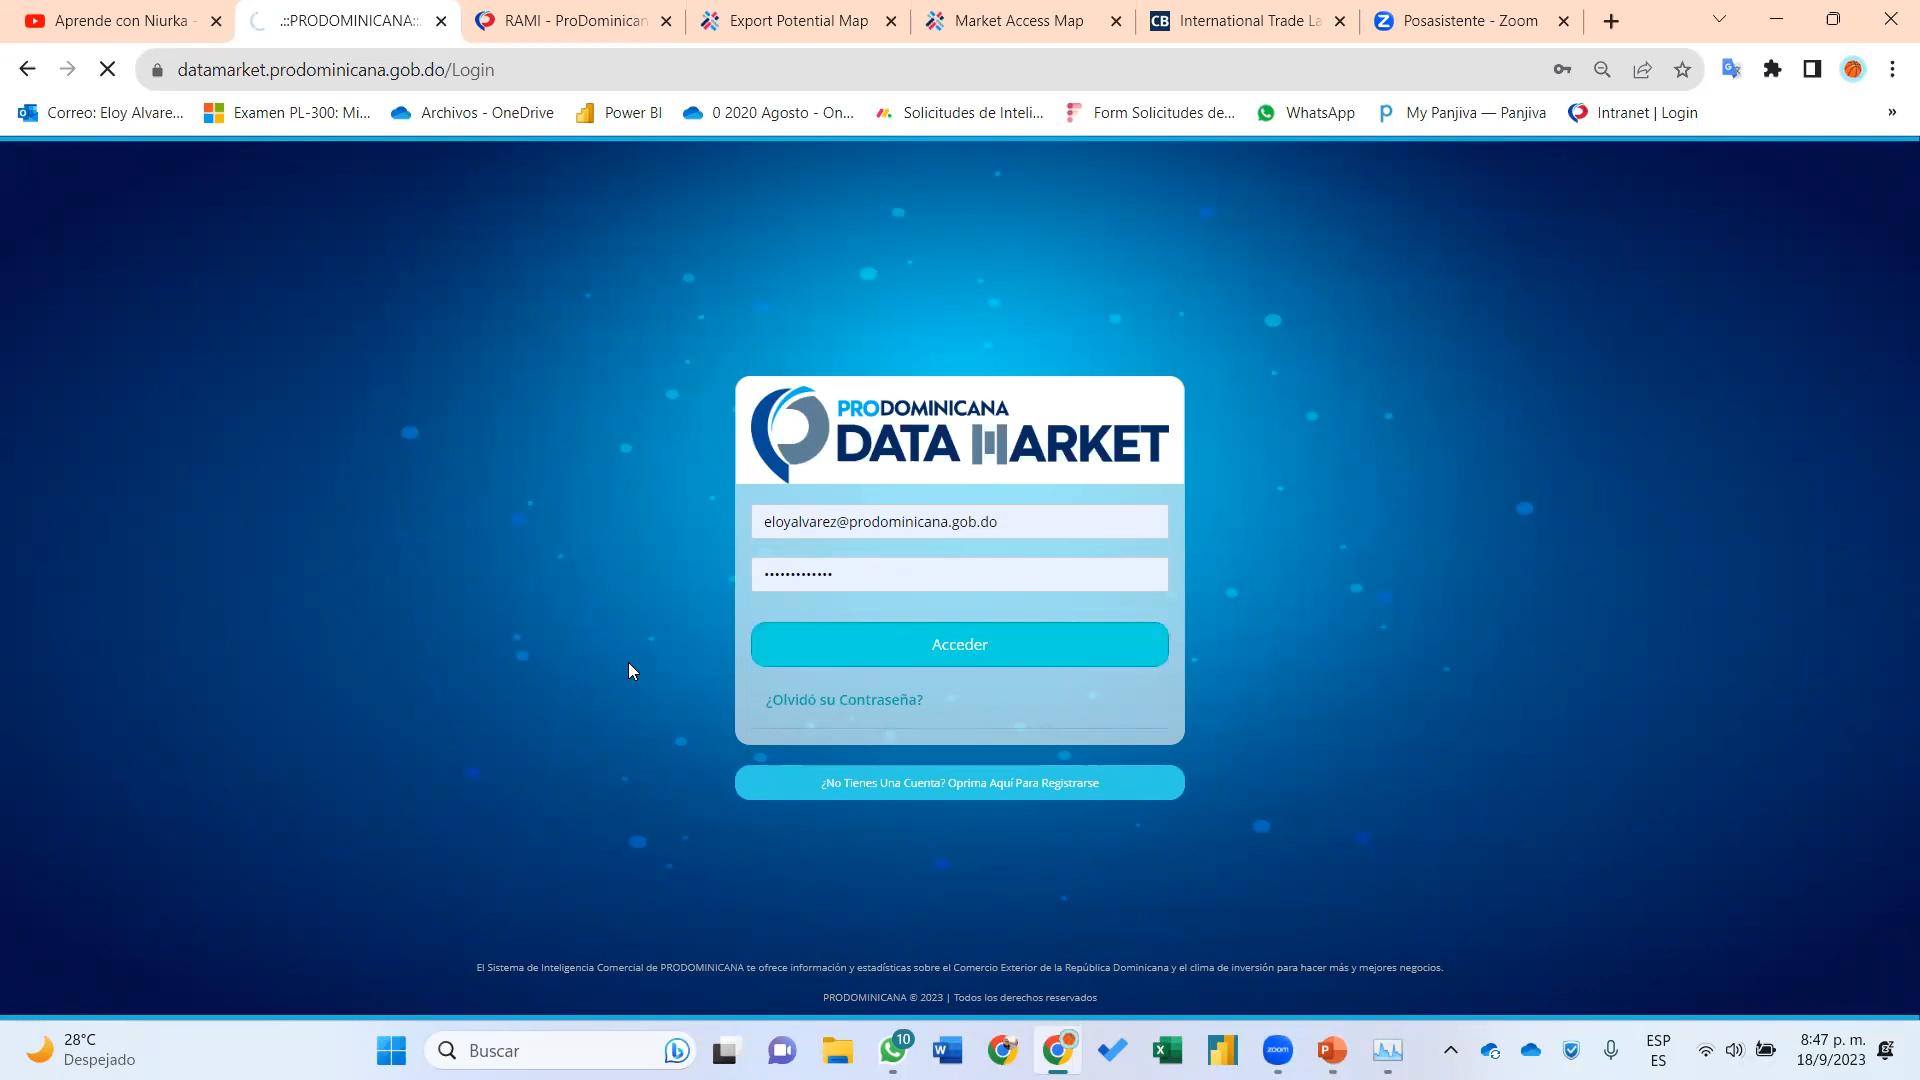 Aprende con Niurka -
.::PRODOMINICANA::.
RAMI - ProDominican
Export Potential Map
Market Access Map
CB International Trade La
Posasistente - Zoom
datamarket.prodominicana.gob.do/Login
Correo: Eloy Alvare...
Examen PL-300: Mi...
Archivos - OneDrive
Power BI
0 2020 Agosto - On...
Solicitudes de Inteli...
Form Solicitudes de...
WhatsApp
My Panjiva — Panjiva
Intranet | Login
»
PRODOMINICANA
DATA MARKET
eloyalvarez@prodominicana.gob.do
•••••••••••••
Acceder
¿Olvidó su Contraseña?
¿No Tienes Una Cuenta? Oprima Aquí Para Registrarse
El Sistema de Inteligencia Comercial de PRODOMINICANA te ofrece información y estadísticas sobre el Comercio Exterior de la República Dominicana y el clima de inversión para hacer más y mejores negocios.
PRODOMINICANA © 2023 | Todos los derechos reservados
28°C
Despejado
Buscar
10
zoom
ESP
ES
8:47 p. m.
18/9/2023